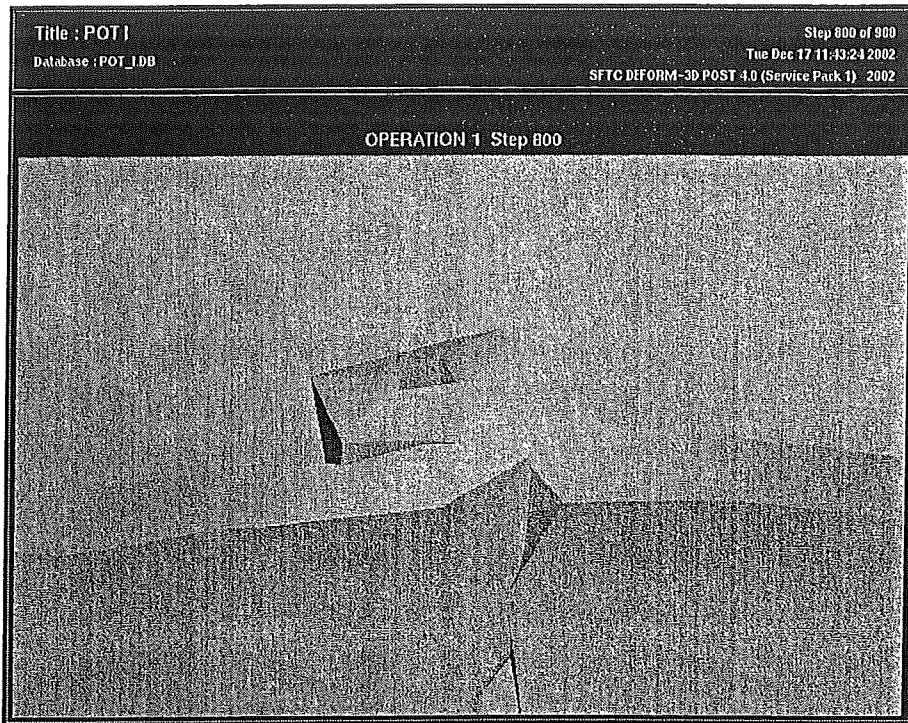 Title : POT I
Database : POT_I.DB
Step 800 of 900
Tue Dec 17 11:43:24 2002
SFTC DEFORM-3D POST 4.0 (Service Pack 1) 2002
OPERATION 1 Step 800